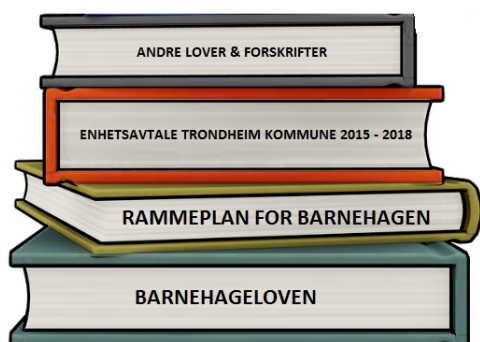 ANDRE LOVER & FORSKRIFTER
ENHETSAVTALE TRONDHEIM KOMMUNE 2015 - 2018
RAMMEPLAN FOR BARNEHAGEN
BARNEHAGELOVEN